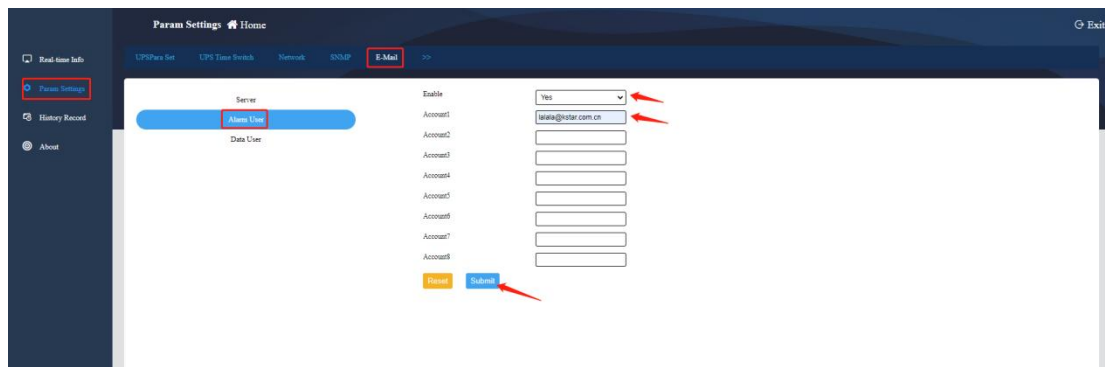 Param Settings Home
Exit
Real-time Info
Param Settings
History Record
About
UPSPara Set UPS Time Switch Network SNMP E-Mail >>
Server
Alarm User
Data User
Enable Yes
Account1 lalala@kstar.com.cn
Account2
Account3
Account4
Account5
Account6
Account7
Account8
Reset Submit